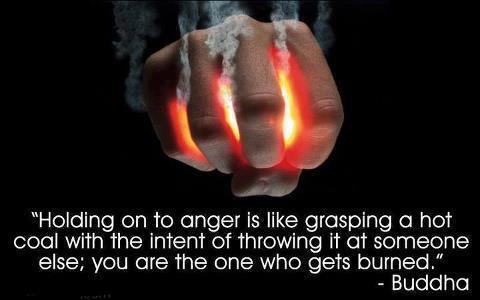 “Holding on to anger is like grasping a hot
coal with the intent of throwing it at someone
else; you are the one who gets burned.”
- Buddha